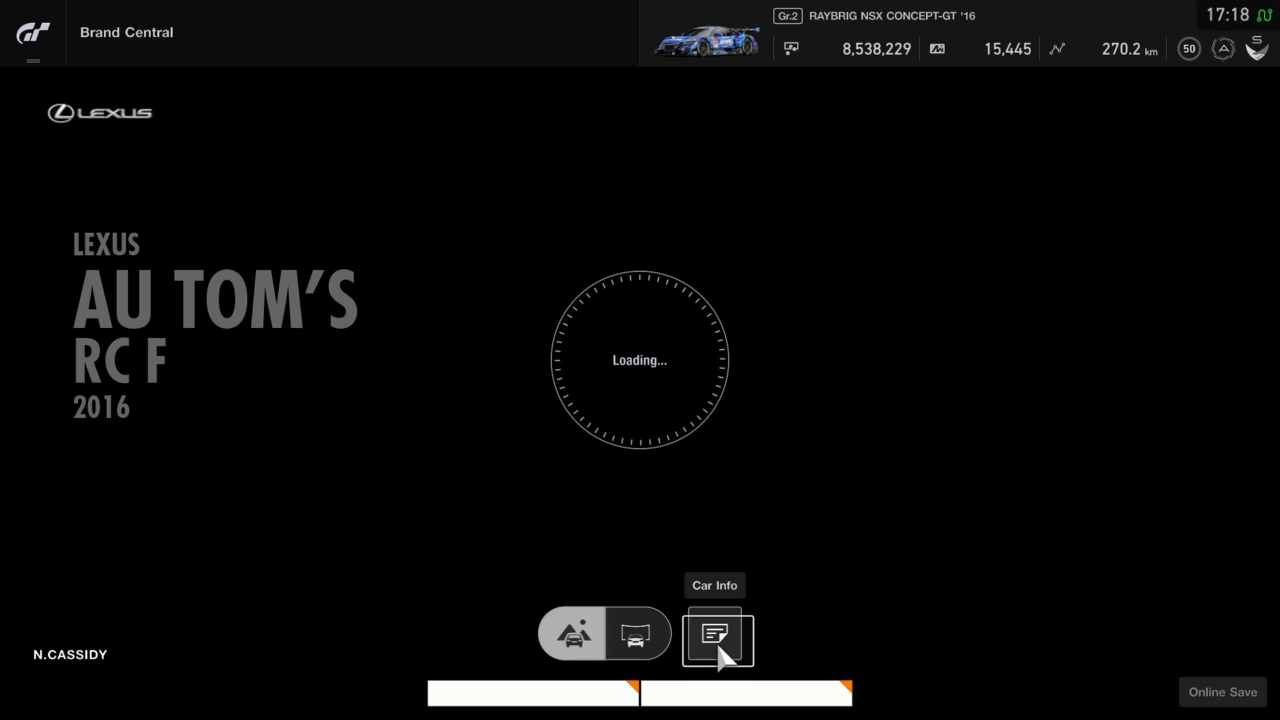 Brand Central
Gr.2 RAYBRIG NSX CONCEPT-GT '16
17:18
8,538,229
15,445
270.2 km
50
A
S
LEXUS
LEXUS
AU TOM'S
RC F
2016
Loading...
Car Info
N.CASSIDY
Online Save